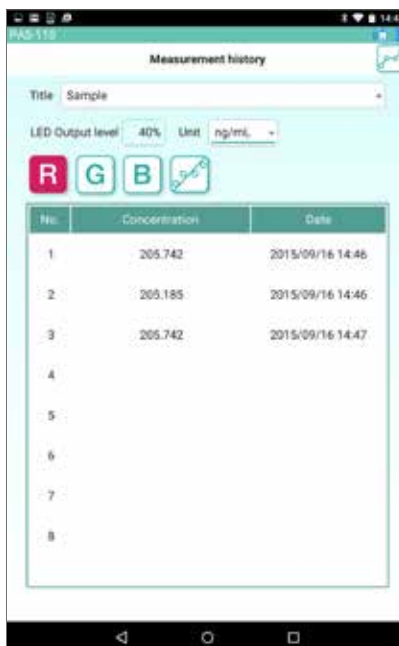 PAS-110
Measurement history
Title Sample
LED Output level 40% Unit ng/mL
R G B
No. Concentration Date
1 205.742 2015/09/16 14:46
2 205.185 2015/09/16 14:46
3 205.742 2015/09/16 14:47
4
5
6
7
8